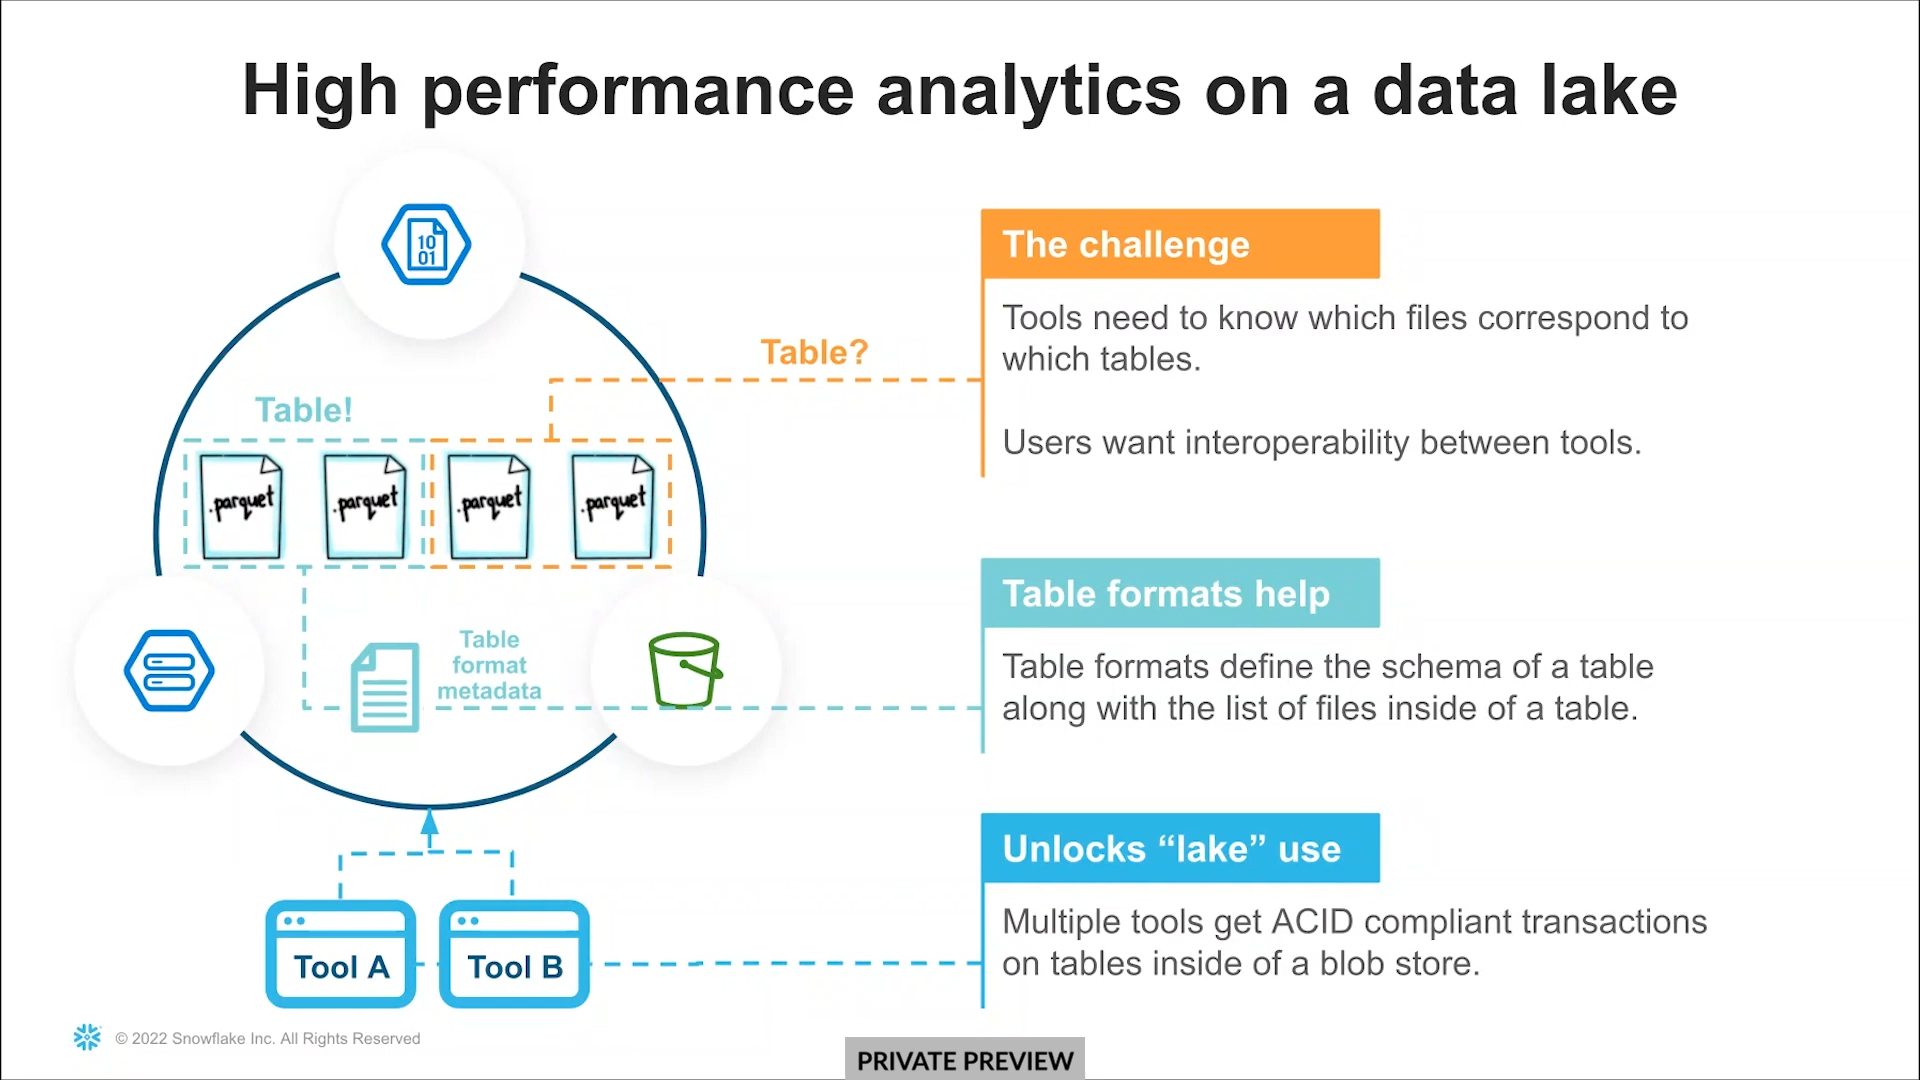 High performance analytics on a data lake
10
01
The challenge
Tools need to know which files correspond to
which tables.
Users want interoperability between tools.
Table?
Table!
.parquet
.parquet
.parquet
.parquet
Table formats help
Table formats define the schema of a table
along with the list of files inside of a table.
Table
format
metadata
Unlocks “lake” use
Multiple tools get ACID compliant transactions
on tables inside of a blob store.
Tool A
Tool B
© 2022 Snowflake Inc. All Rights Reserved
PRIVATE PREVIEW